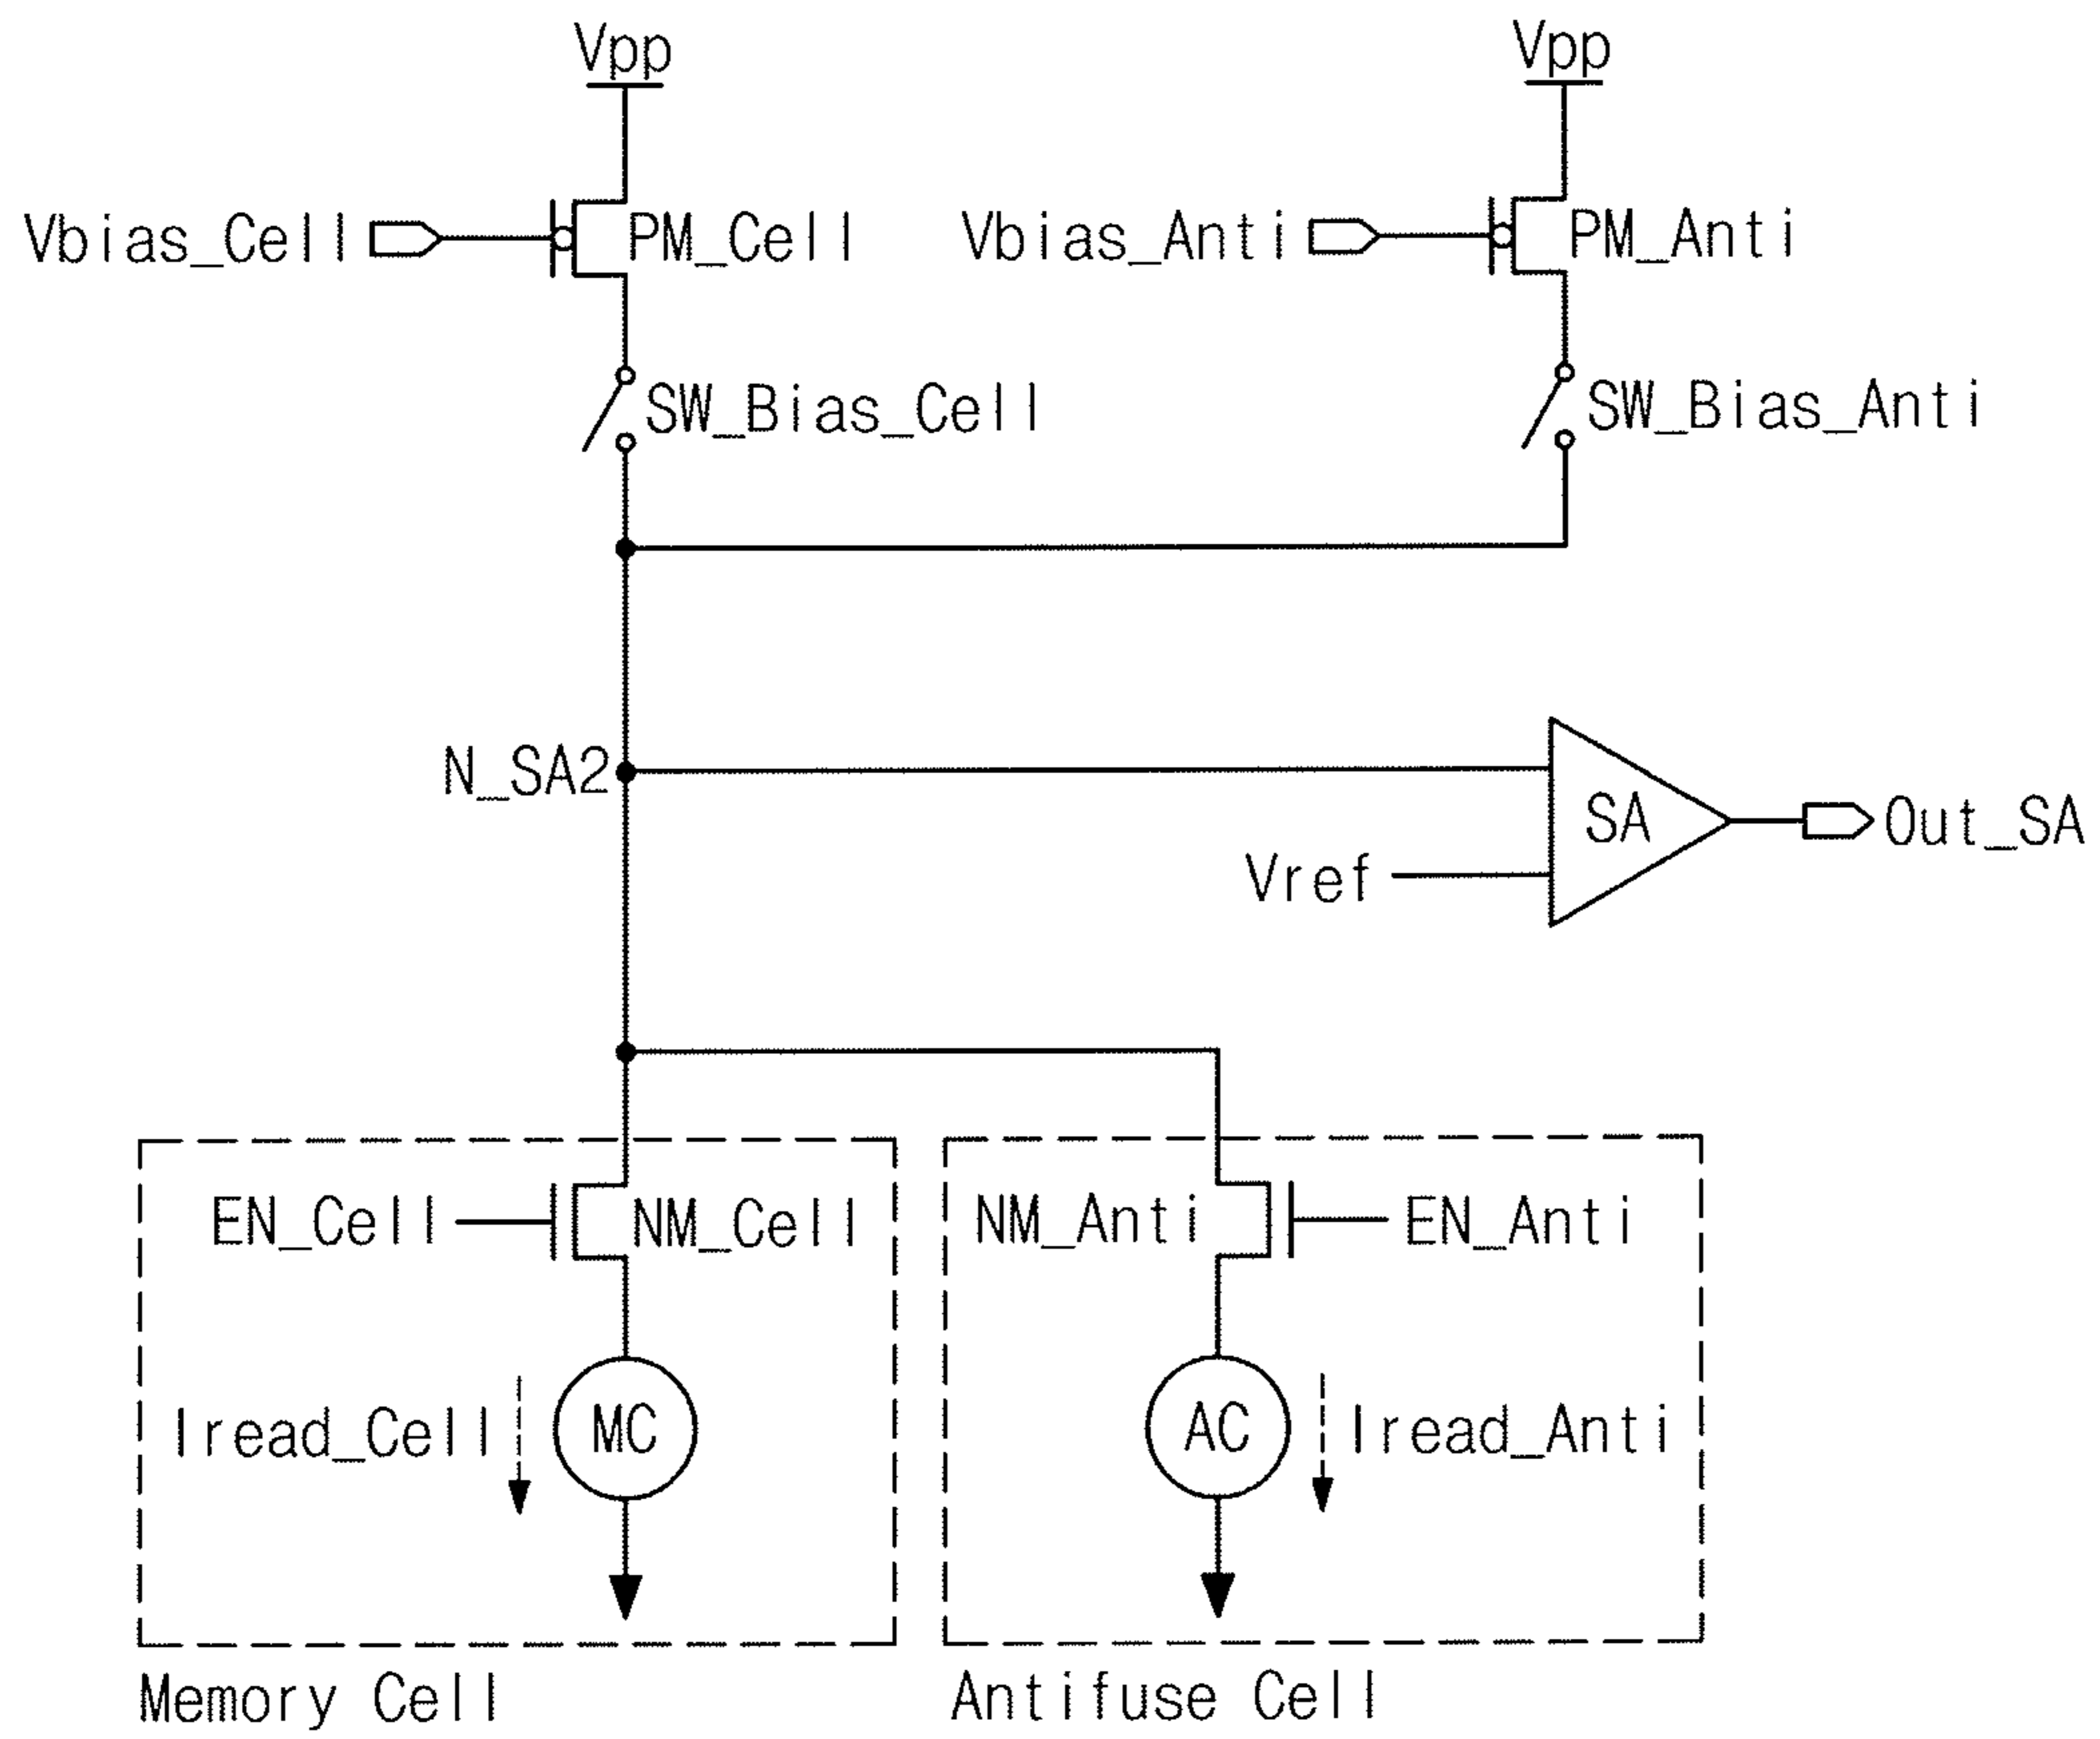 Vpp
Vpp
Vbias_Cell
PM_Cell
Vbias_Anti
PM_Anti
SW_Bias_Cell
SW_Bias_Anti
N_SA2
SA
Out_SA
Vref
EN_Cell
NM_Cell
NM_Anti
EN_Anti
Iread_Cell
MC
AC
Iread_Anti
Memory Cell
Antifuse Cell